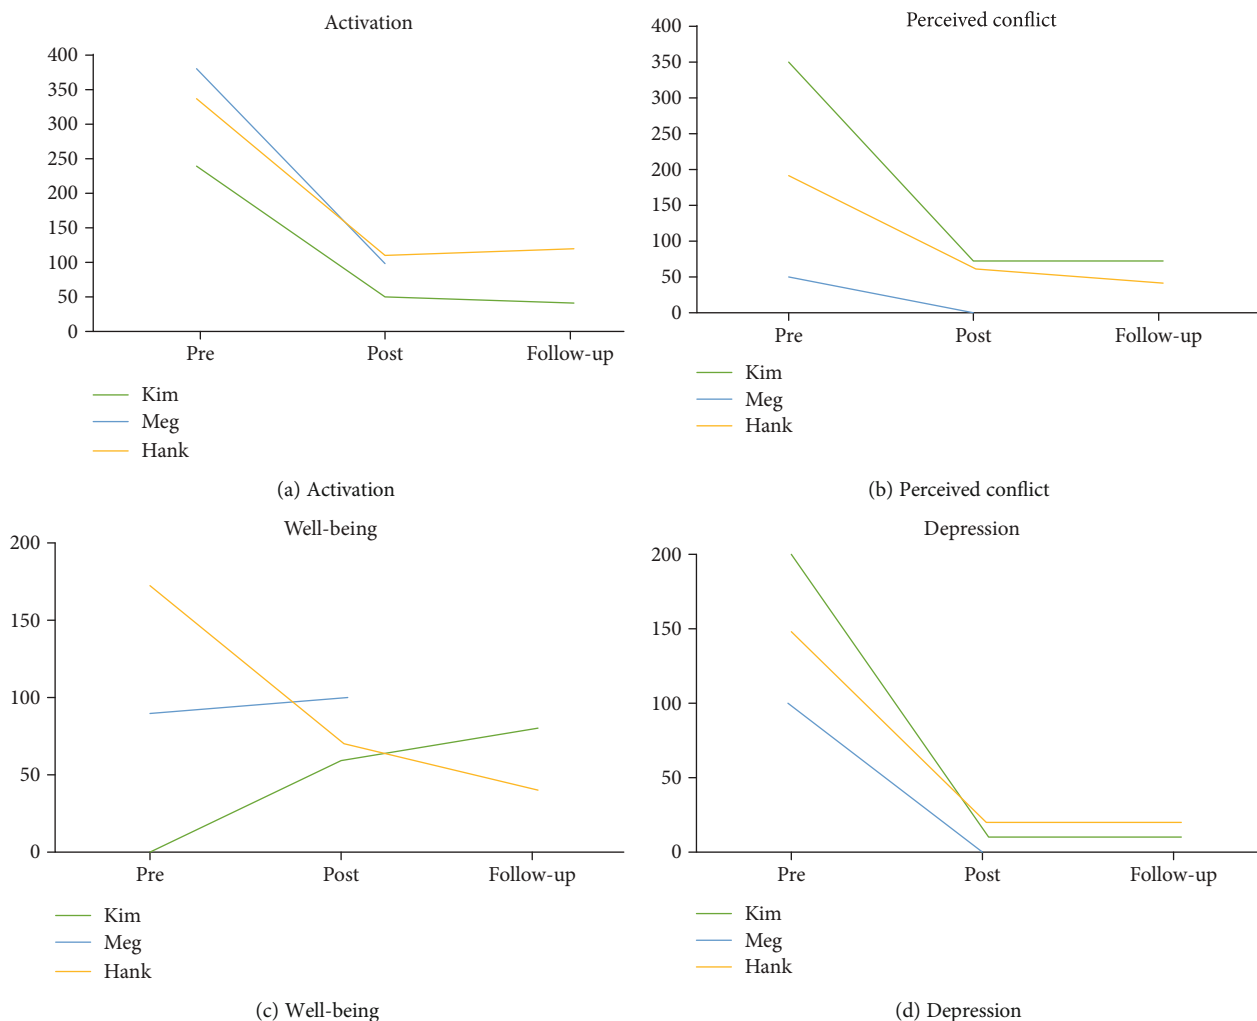 Activation
400
350
300
250
200
150
100
50
0
Pre Post Follow-up
Kim
Meg
Hank
(a) Activation
Perceived conflict
400
350
300
250
200
150
100
50
0
Pre Post Follow-up
Kim
Meg
Hank
(b) Perceived conflict
Well-being
200
150
100
50
0
Pre Post Follow-up
Kim
Meg
Hank
(c) Well-being
Depression
200
150
100
50
0
Pre Post Follow-up
Kim
Meg
Hank
(d) Depression